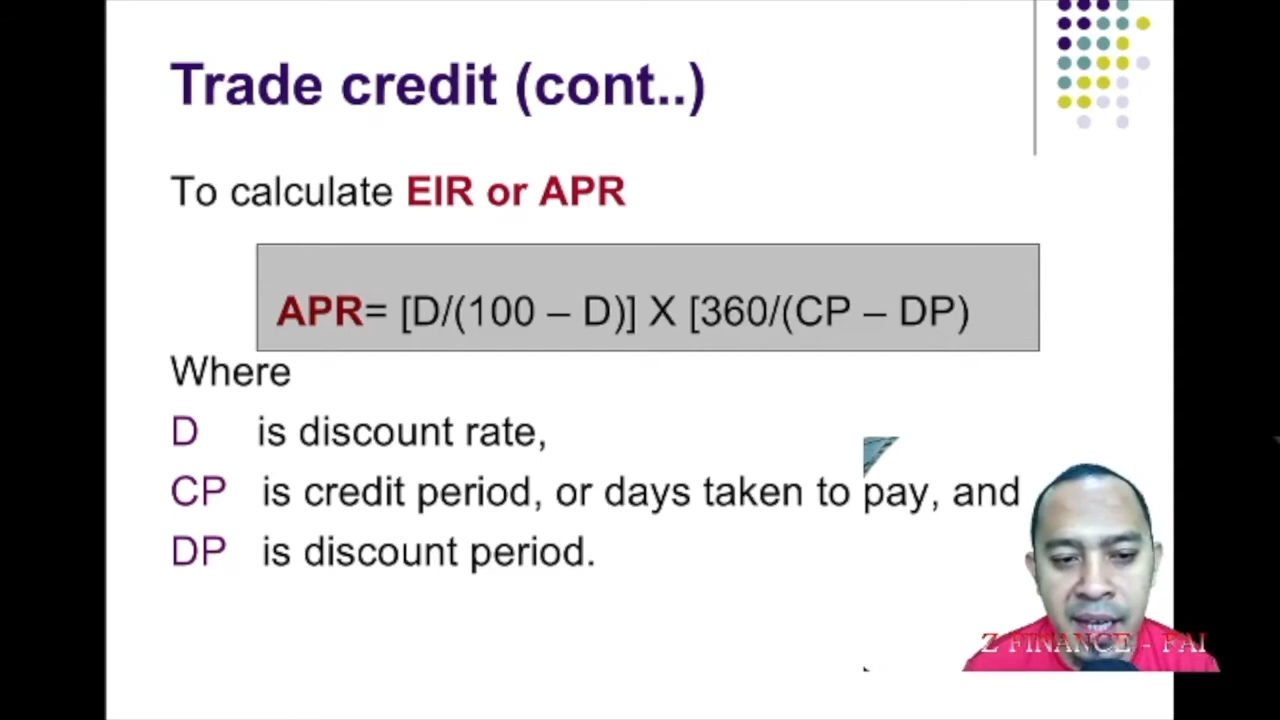 Trade credit (cont..)
To calculate EIR or APR
APR= [D/(100 – D)] X [360/(CP – DP)
Where
D is discount rate,
CP is credit period, or days taken to pay, and
DP is discount period.
Z FINANCE - FAI